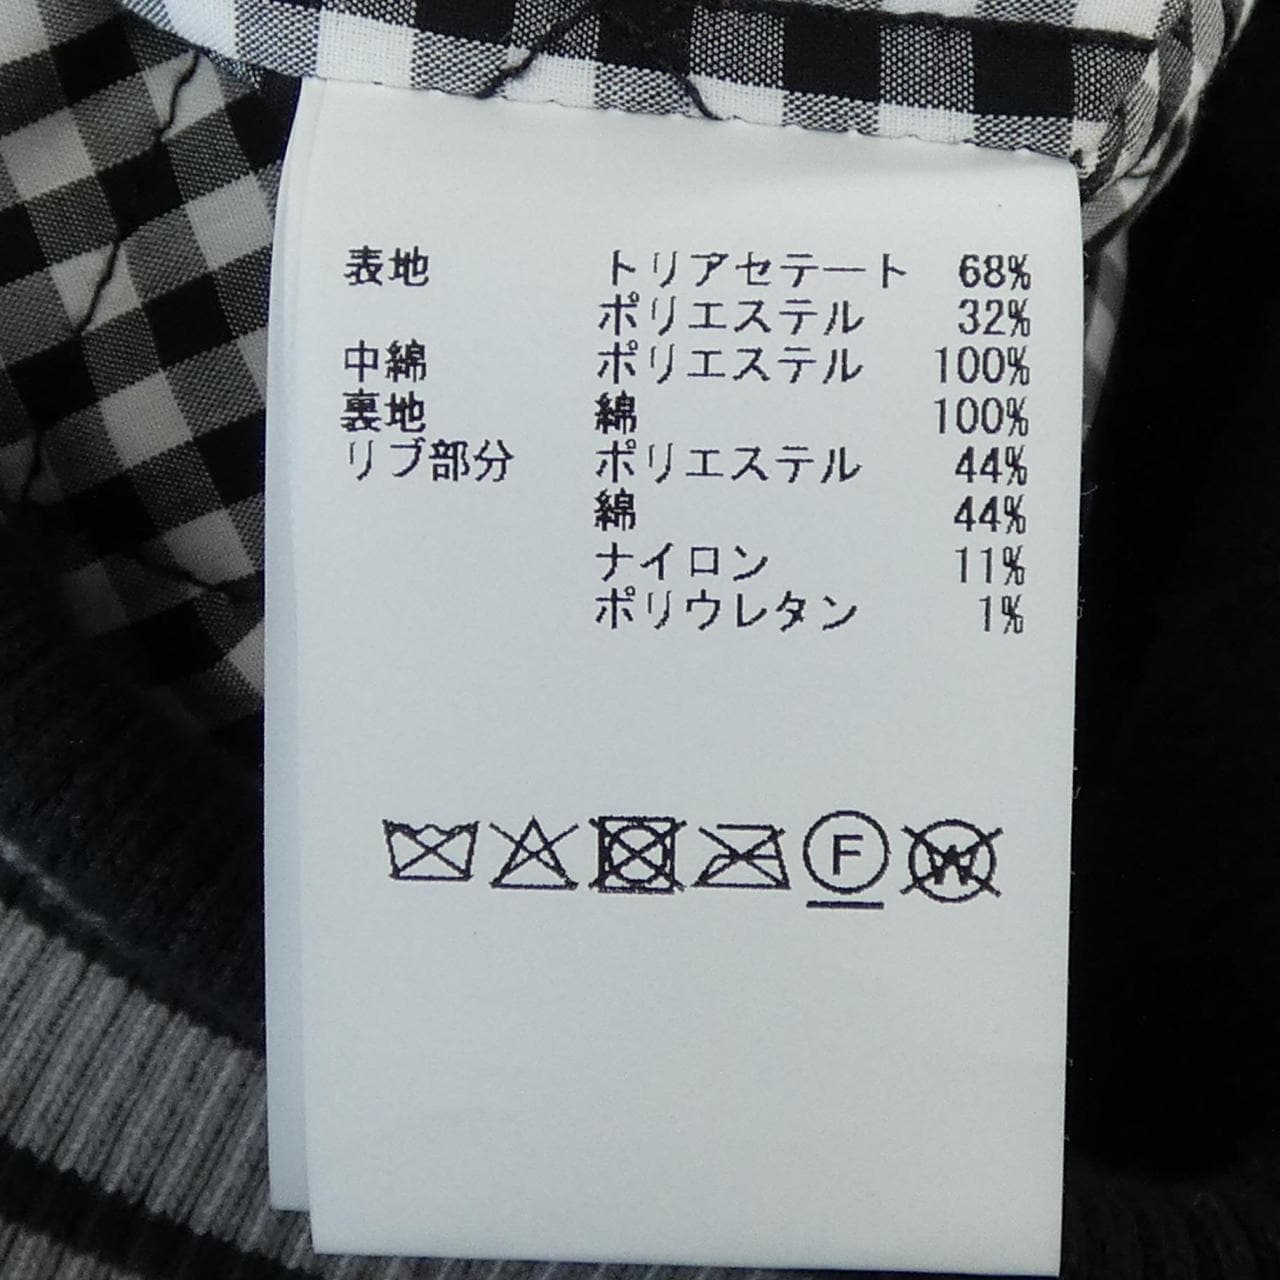 表地 トリアセテート 68%
ポリエステル 32%
中綿 ポリエステル 100%
裏地 綿 100%
リブ部分 ポリエステル 44%
綿 44%
ナイロン 11%
ポリウレタン 1%
F W